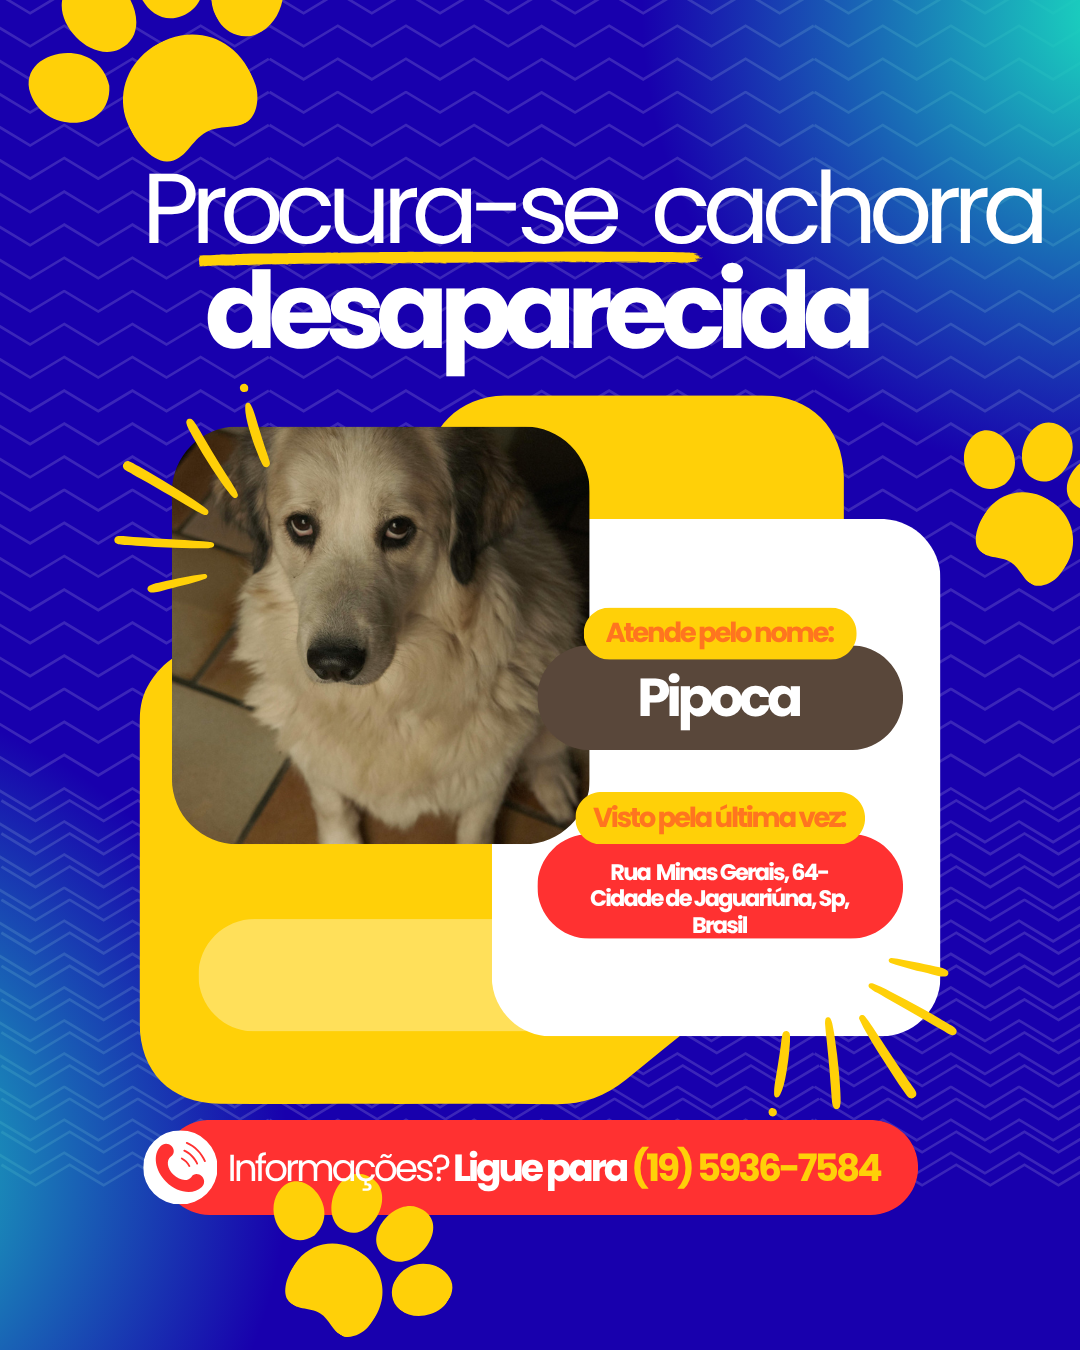 Procura-se cachorra
desaparecida
Atende pelo nome:
Pipoca
Visto pela última vez:
Rua Minas Gerais, 64-
Cidade de Jaguariúna, Sp,
Brasil
Informações? Ligue para (19) 5936-7584